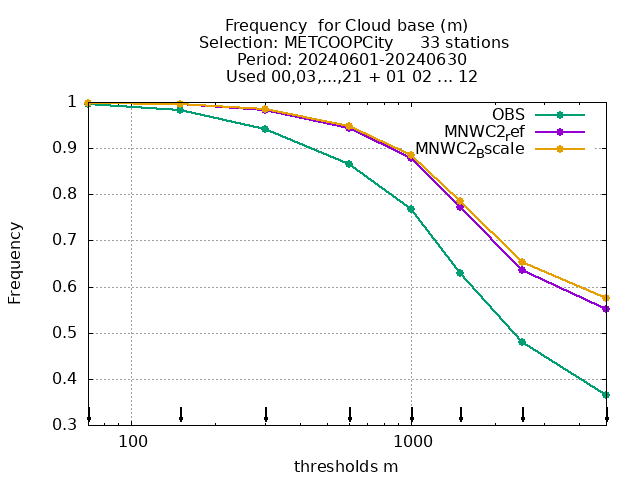 Frequency  for Cloud base (m)
Selection: METCOOPCity      33 stations
Period: 20240601-20240630
Used 00,03,...,21 + 01 02 ... 12
OBS
MNWC2ref
MNWC2Bscale
1
0.9
0.8
0.7
0.6
0.5
0.4
0.3
Frequency
100
1000
thresholds m